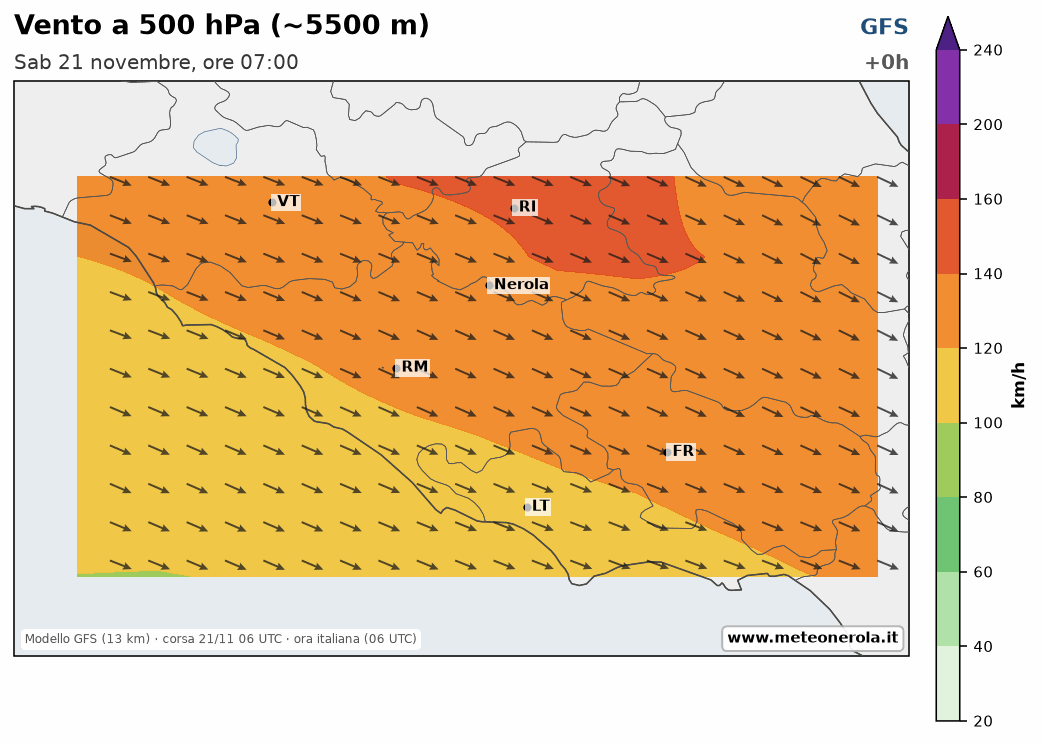 Vento a 500 hPa (~5500 m)
GFS
Sab 21 novembre, ore 07:00
+0h
VT
RI
Nerola
RM
FR
LT
Modello GFS (13 km) · corsa 21/11 06 UTC · ora italiana (06 UTC)
www.meteonerola.it
240
200
160
140
120
100
80
60
40
20
km/h